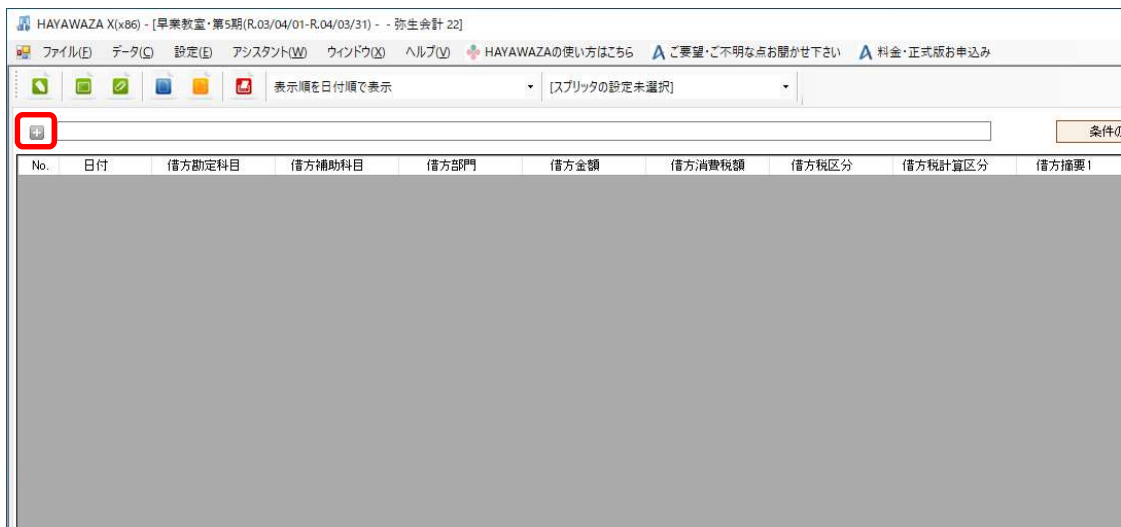 HAYAWAZA X(x86) - [早業教室・第5期(R.03/04/01-R.04/03/31) - - 弥生会計 22]
ファイル(F) データ(C) 設定(E) アシスタント(W) ウィンドウ(X) ヘルプ(V) HAYAWAZAの使い方はこちら ご要望・ご不明な点お聞かせ下さい 料金・正式版お申込み
表示順を日付順で表示 [スプリッタの設定未選択]
条件の
No. 日付 借方勘定科目 借方補助科目 借方部門 借方金額 借方消費税額 借方税区分 借方税計算区分 借方摘要1